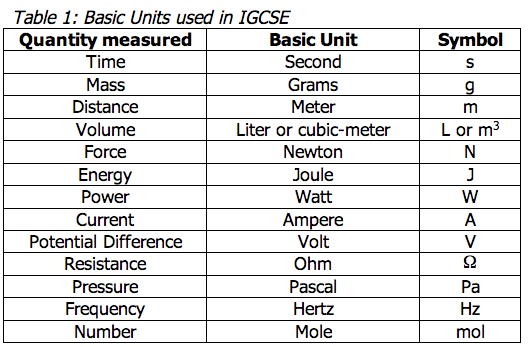 Table 1: Basic Units used in IGCSE
Quantity measured Basic Unit Symbol
Time Second s
Mass Grams g
Distance Meter m
Volume Liter or cubic-meter L or m³
Force Newton N
Energy Joule J
Power Watt W
Current Ampere A
Potential Difference Volt V
Resistance Ohm Ω
Pressure Pascal Pa
Frequency Hertz Hz
Number Mole mol